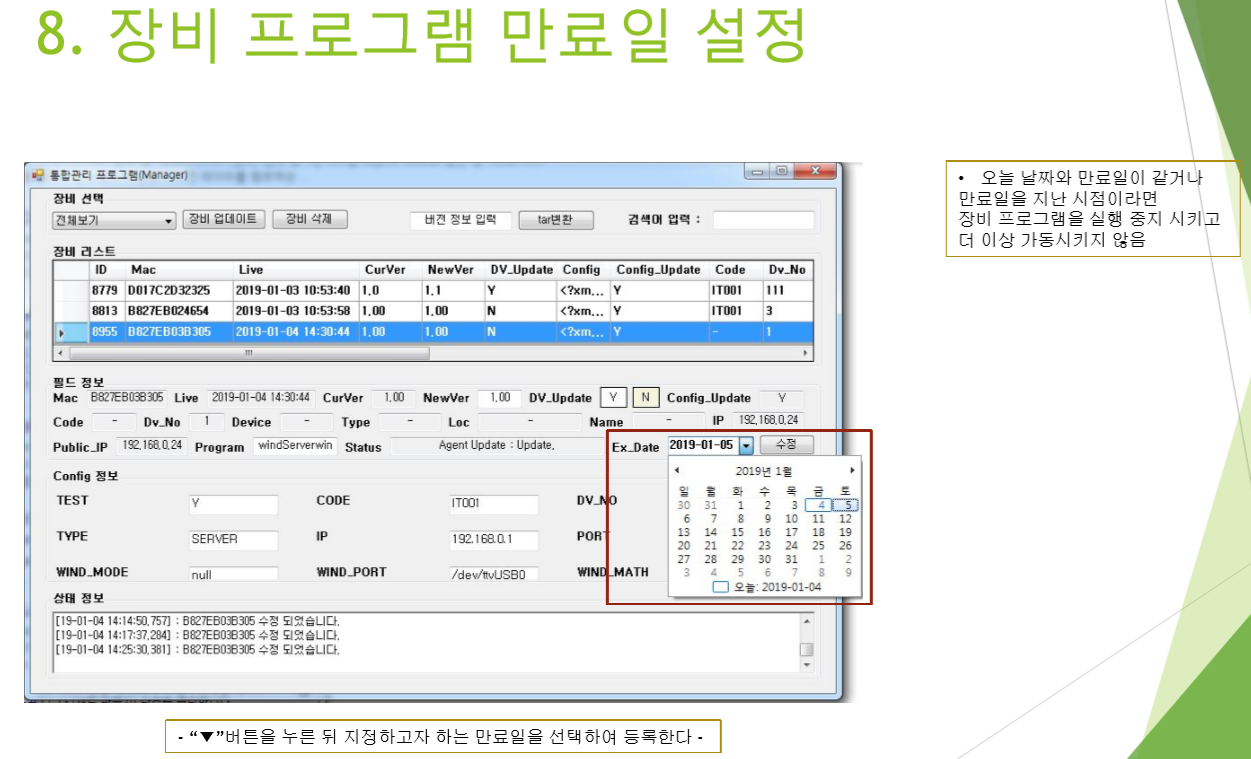 8. 장비 프로그램 만료일 설정
통합관리 프로그램(Manager)
장비 선택
전체보기 장비 업데이트 장비 삭제 버젼 정보 입력 tar변환 검색어 입력 :
장비 리스트
ID Mac Live CurVer NewVer DV_Update Config Config_Update Code Dv_No
8779 D017C2D32325 2019-01-03 10:53:40 1.0 1.1 Y <?xm... Y IT001 111
8813 B827EB024654 2019-01-03 10:53:58 1.00 1.00 N <?xm... Y IT001 3
8955 B827EB03B305 2019-01-04 14:30:44 1.00 1.00 N <?xm... Y - 1
필드 정보
Mac B827EB03B305 Live 2019-01-04 14:30:44 CurVer 1.00 NewVer 1.00 DV_Update Y N Config_Update Y
Code - Dv_No 1 Device - Type - Loc - Name - IP 192.168.0.24
Public_IP 192.168.0.24 Program windServerwin Status Agent Update : Update. Ex_Date 2019-01-05 수정
Config 정보
TEST Y CODE IT001 DV_NO
TYPE SERVER IP 192.168.0.1 PORT
WIND_MODE null WIND_PORT /dev/ttyUSB0 WIND_MATH
2019년 1월
일 월 화 수 목 금 토
30 31 1 2 3 4 5
6 7 8 9 10 11 12
13 14 15 16 17 18 19
20 21 22 23 24 25 26
27 28 29 30 31 1 2
3 4 5 6 7 8 9
오늘: 2019-01-04
상태 정보
[19-01-04 14:14:50,757] : B827EB03B305 수정 되었습니다.
[19-01-04 14:17:37,284] : B827EB03B305 수정 되었습니다.
[19-01-04 14:25:30,381] : B827EB03B305 수정 되었습니다.
• 오늘 날짜와 만료일이 같거나
만료일을 지난 시점이라면
장비 프로그램을 실행 중지 시키고
더 이상 가동시키지 않음
- “▼”버튼을 누른 뒤 지정하고자 하는 만료일을 선택하여 등록한다 -